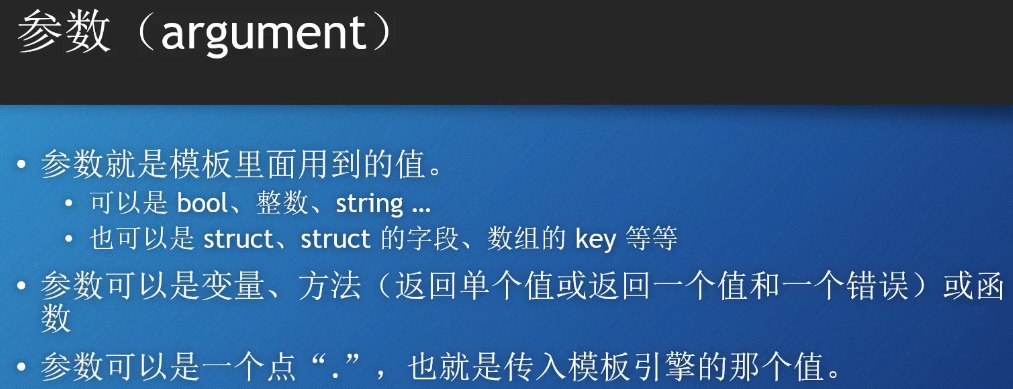 参数（argument）
• 参数就是模板里面用到的值。
• 可以是 bool、整数、string ...
• 也可以是 struct、struct 的字段、数组的 key 等等
• 参数可以是变量、方法（返回单个值或返回一个值和一个错误）或函
数
• 参数可以是一个点“.”，也就是传入模板引擎的那个值。